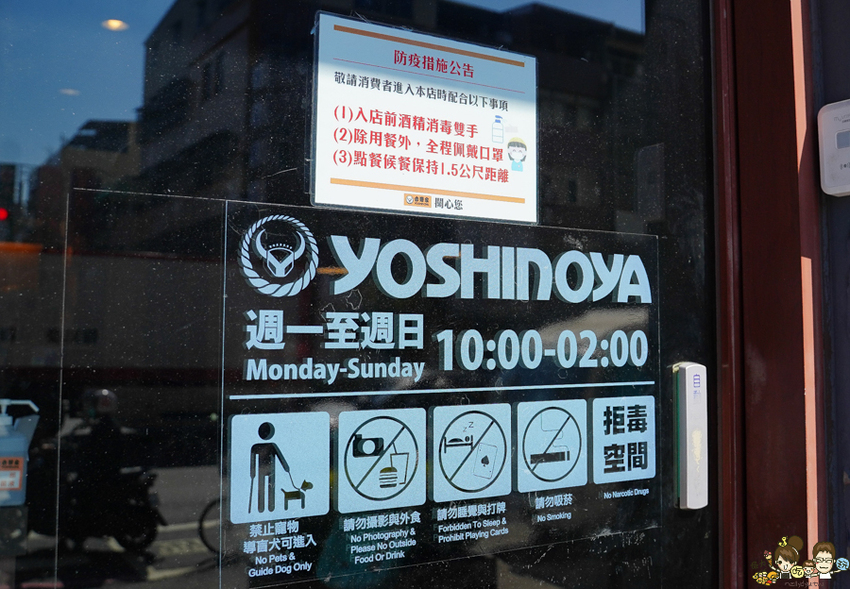 防疫措施公告
敬請消費者進入本店時配合以下事項
(1)入店前酒精消毒雙手
(2)除用餐外，全程佩戴口罩
(3)點餐候餐保持1.5公尺距離
吉野家 關心您
YOSHINOYA
週一至週日
Monday-Sunday
10:00-02:00
禁止寵物
導盲犬可進入
No Pets &
Guide Dog Only
請勿攝影與外食
No Photography &
Please No Outside
Food Or Drink
請勿睡覺與打牌
Forbidden To Sleep &
Prohibit Playing Cards
請勿吸菸
No Smoking
拒毒
空間
No Narcotic Drugs
自